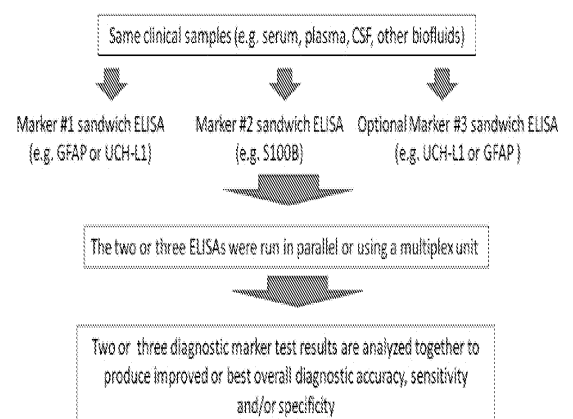 Same clinical samples (e.g. serum, plasma, CSF, other biofluids)
Marker #1 sandwich ELISA
(e.g. GFAP or UCH-L1)
Marker #2 sandwich ELISA
(e.g. S100B)
Optional Marker #3 sandwich ELISA
(e.g. UCH-L1 or GFAP )
The two or three ELISAs were run in parallel or using a multiplex unit
Two or three diagnostic marker test results are analyzed together to
produce improved or best overall diagnostic accuracy, sensitivity
and/or specificity